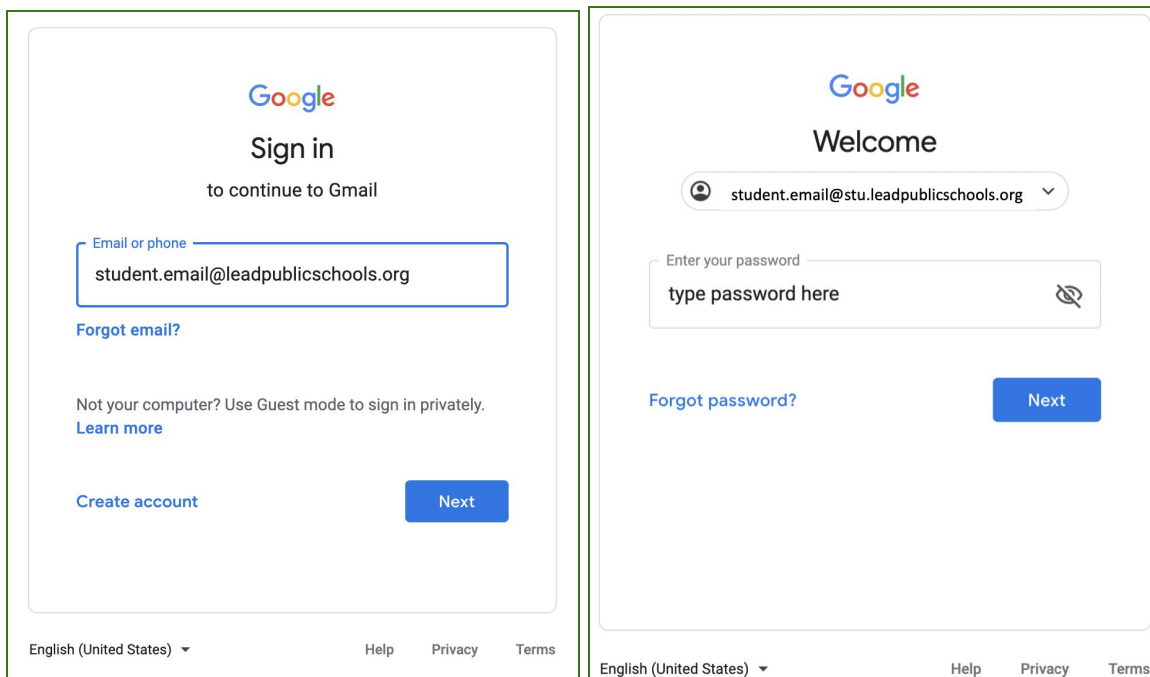 Google
Sign in
to continue to Gmail
Email or phone
student.email@leadpublicschools.org
Forgot email?
Not your computer? Use Guest mode to sign in privately.
Learn more
Create account
Next
English (United States)
Help
Privacy
Terms
Google
Welcome
student.email@stu.leadpublicschools.org
Enter your password
type password here
Forgot password?
Next
English (United States)
Help
Privacy
Terms